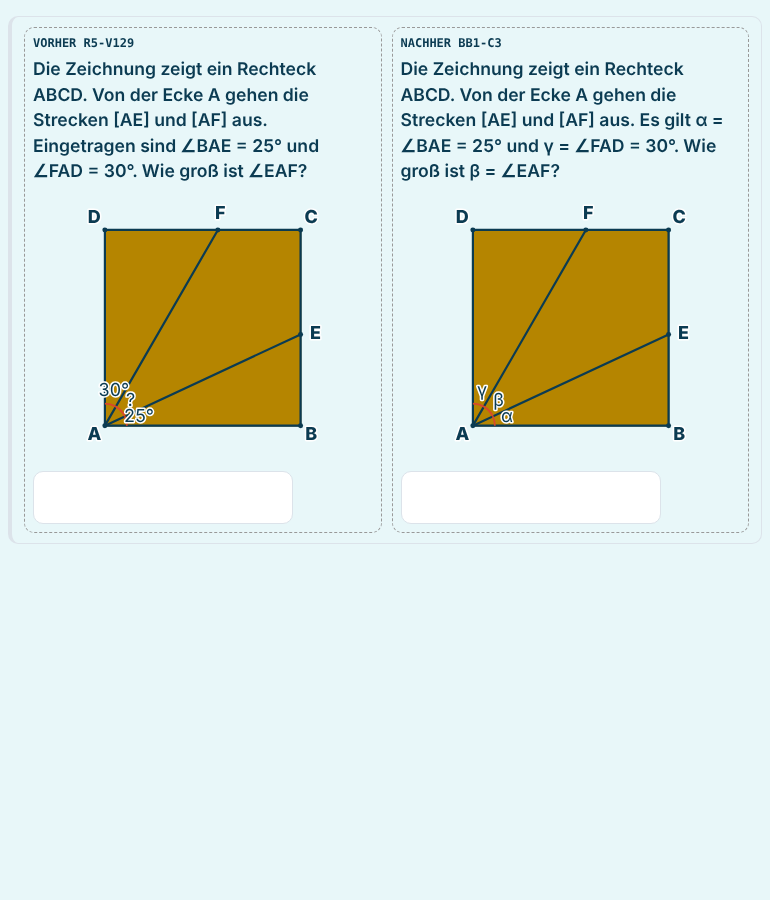 VORHER R5-V129
Die Zeichnung zeigt ein Rechteck
ABCD. Von der Ecke A gehen die
Strecken [AE] und [AF] aus.
Eingetragen sind ∠BAE = 25° und
∠FAD = 30°. Wie groß ist ∠EAF?
D
F
C
E
30°
?
25°
A
B
NACHHER BB1-C3
Die Zeichnung zeigt ein Rechteck
ABCD. Von der Ecke A gehen die
Strecken [AE] und [AF] aus. Es gilt α =
∠BAE = 25° und γ = ∠FAD = 30°. Wie
groß ist β = ∠EAF?
D
F
C
E
γ
β
α
A
B